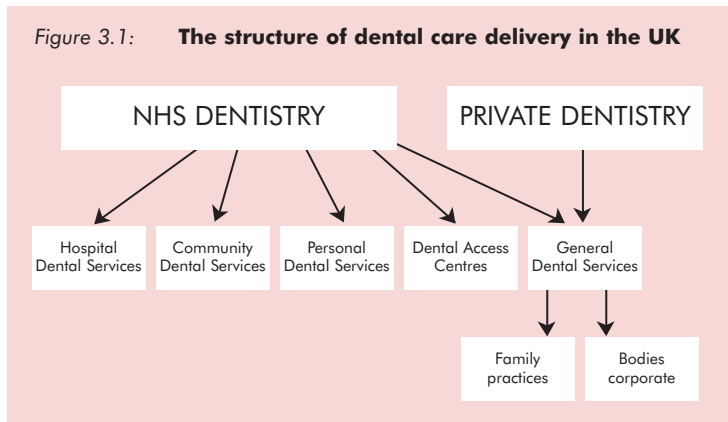 Figure 3.1: The structure of dental care delivery in the UK
NHS DENTISTRY
PRIVATE DENTISTRY
Hospital
Dental Services
Community
Dental Services
Personal
Dental Services
Dental Access
Centres
General
Dental Services
Family
practices
Bodies
corporate